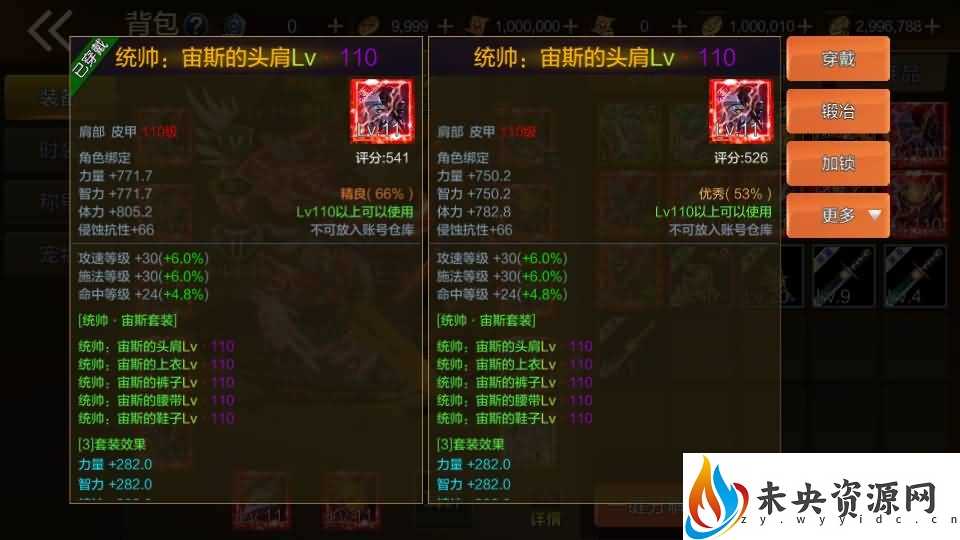 背包 ?
0 + 9,999 + 1,000,000 + 0 + 1,000,010 + 2,996,788 +
已穿戴
统帅：宙斯的头肩Lv 110
肩部 皮甲 110级
角色绑定
评分:541
力量 +771.7
智力 +771.7
精良( 66% )
体力 +805.2
Lv110以上可以使用
侵蚀抗性+66
不可放入账号仓库
攻速等级 +30(+6.0%)
施法等级 +30(+6.0%)
命中等级 +24(+4.8%)
[统帅·宙斯套装]
统帅：宙斯的头肩Lv 110
统帅：宙斯的上衣Lv 110
统帅：宙斯的裤子Lv 110
统帅：宙斯的腰带Lv 110
统帅：宙斯的鞋子Lv 110
[3]套装效果
力量 +282.0
智力 +282.0
统帅：宙斯的头肩Lv 110
肩部 皮甲 110级
角色绑定
评分:526
力量 +750.2
智力 +750.2
优秀( 53% )
体力 +782.8
Lv110以上可以使用
侵蚀抗性+66
不可放入账号仓库
攻速等级 +30(+6.0%)
施法等级 +30(+6.0%)
命中等级 +24(+4.8%)
[统帅·宙斯套装]
统帅：宙斯的头肩Lv 110
统帅：宙斯的上衣Lv 110
统帅：宙斯的裤子Lv 110
统帅：宙斯的腰带Lv 110
统帅：宙斯的鞋子Lv 110
[3]套装效果
力量 +282.0
智力 +282.0
穿戴
锻冶
加锁
更多
Lv.9
Lv.4
详情
未央资源网
zy.wyyidc.cn